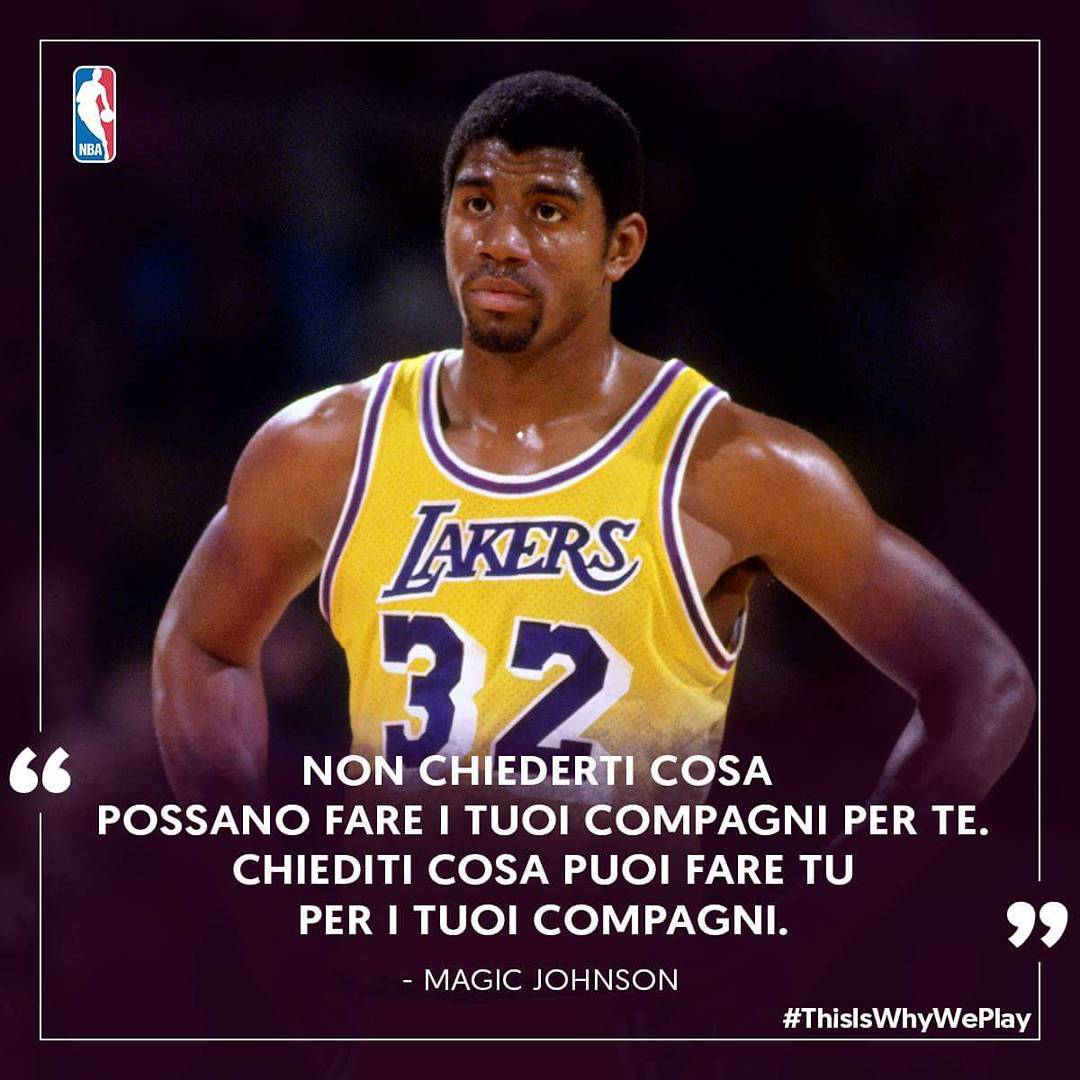 NBA
LAKERS
32
“
NON CHIEDERTI COSA
POSSANO FARE I TUOI COMPAGNI PER TE.
CHIEDITI COSA PUOI FARE TU
PER I TUOI COMPAGNI.
”
- MAGIC JOHNSON
#ThisIsWhyWePlay